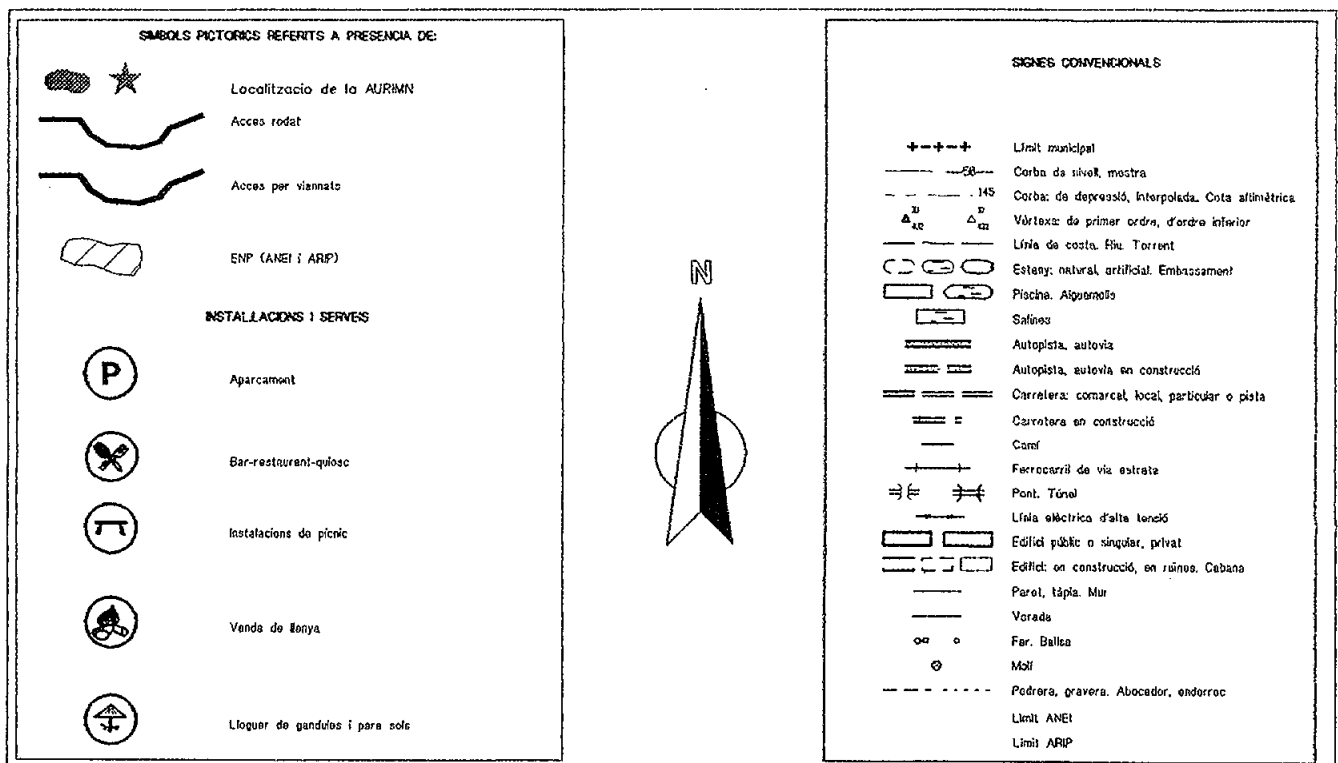 SIMBOLS PICTORICS REFERITS A PRESENCIA DE:
Localitzacio de la AURIMN
Acces rodat
Acces per viannats
ENP (ANEI i ARIP)
INSTAL.LACIONS I SERVEIS
P
Aparcament
Bar-restaurant-quiosc
Instalacions de picnic
Venda de llenya
Lloguer de gandules i para sols
N
SIGNES CONVENCIONALS
Límit municipal
50
Corba de nivell, mestra
145
Corba: de depressió, interpolada. Cota altimètrica
Vèrtexs: de primer ordre, d'ordre inferior
Línia de costa. Riu. Torrent
Estany: natural, artificial. Embassament
Piscina. Aiguamolls
Salines
Autopista, autovia
Autopista, autovia en construcció
Carretera: comarcal, local, particular o pista
Carretera en construcció
Camí
Ferrocarril de via estreta
Pont. Túnel
Línia elèctrica d'alta tensió
Edifici públic o singular, privat
Edifici: en construcció, en ruines. Cabana
Paret, tàpia. Mur
Vorada
Far. Bassa
Molí
Pedrera, gravera. Abocador, enderroc
Límit ANEI
Límit ARIP